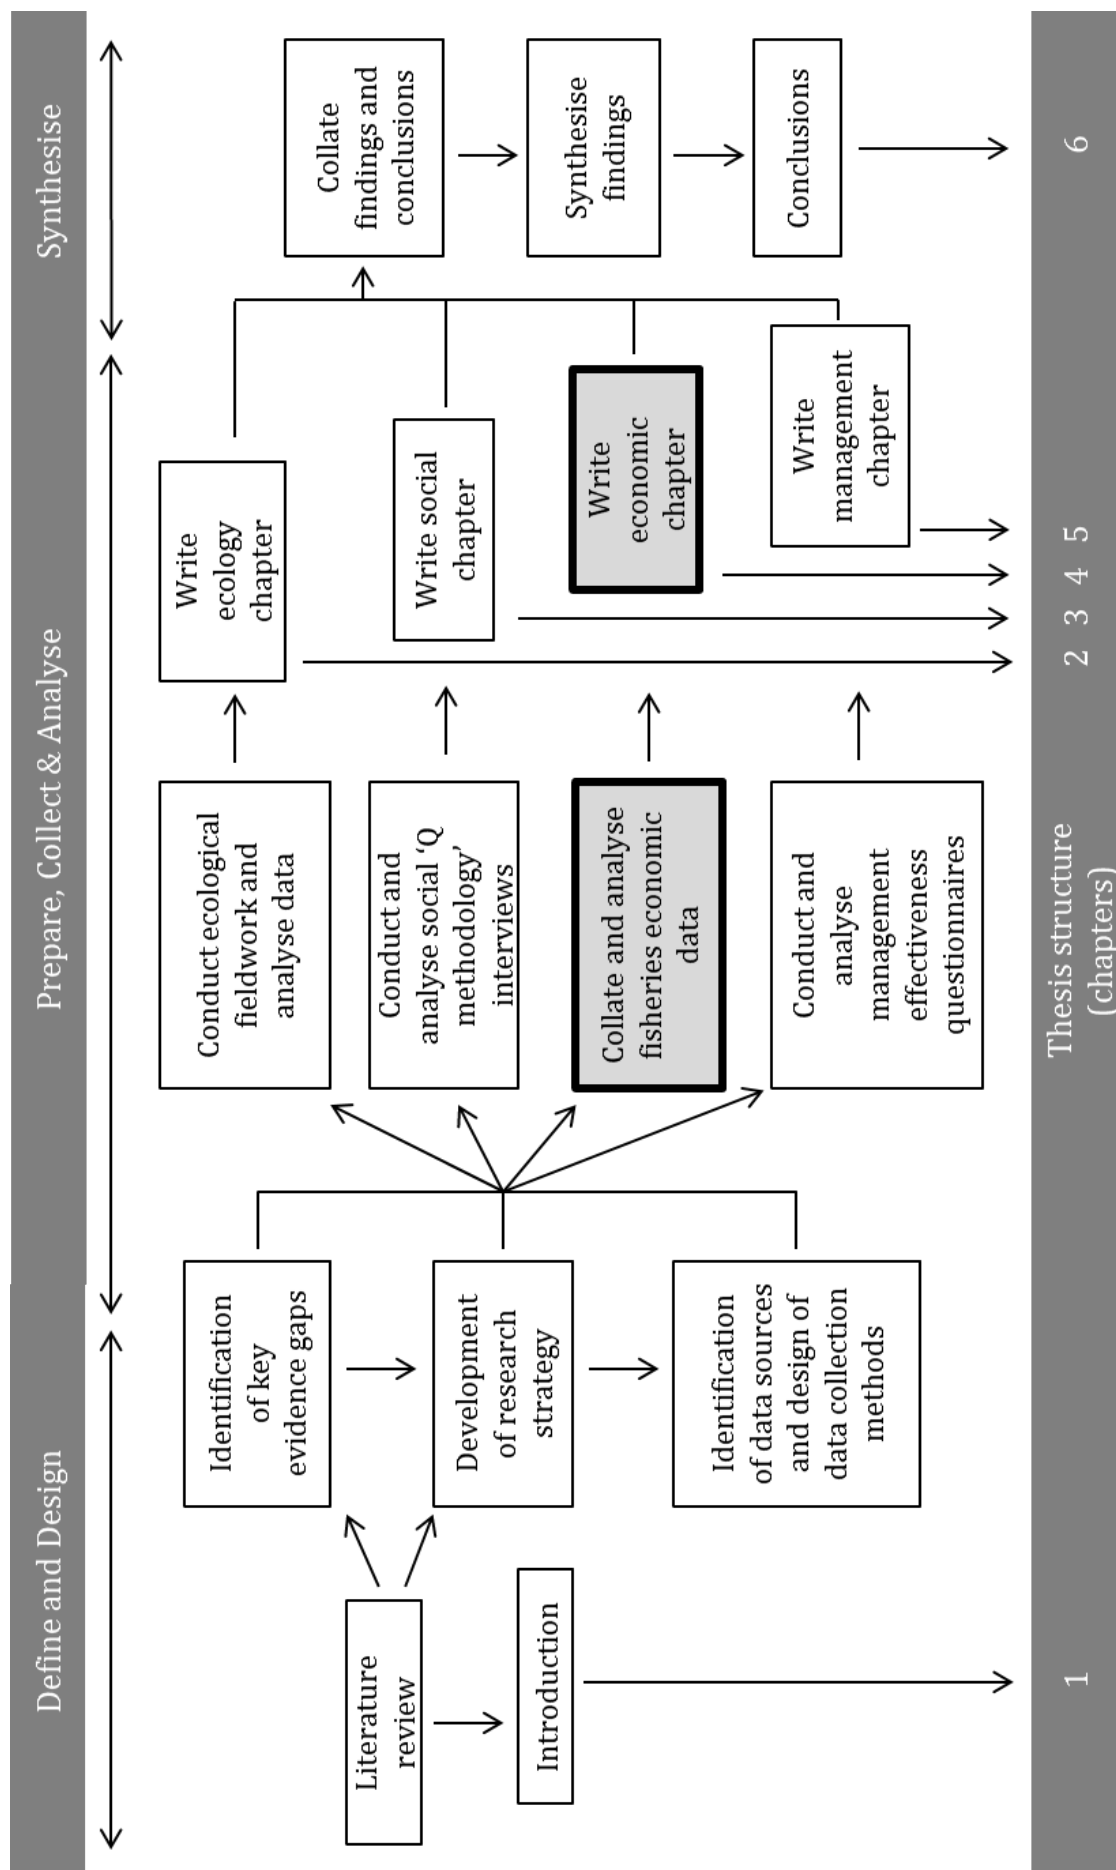 Define and Design
Prepare, Collect & Analyse
Synthesise
Literature
review
Introduction
Identification
of key
evidence gaps
Development
of research
strategy
Identification
of data sources
and design of
data collection
methods
Conduct ecological
fieldwork and
analyse data
Conduct and
analyse social ‘Q
methodology’
interviews
Collate and analyse
fisheries economic
data
Conduct and
analyse
management
effectiveness
questionnaires
Write
ecology
chapter
Write social
chapter
Write
economic
chapter
Write
management
chapter
Collate
findings and
conclusions
Synthesise
findings
Conclusions
1
2 3 4 5
6
Thesis structure
(chapters)